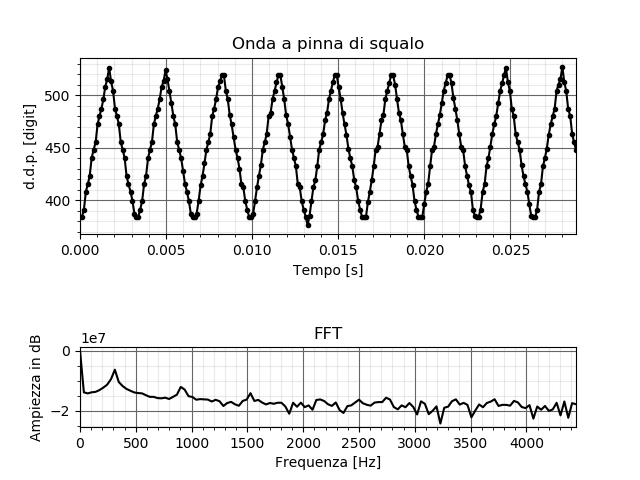 Onda a pinna di squalo
d.d.p. [digit]
500
450
400
0.000 0.005 0.010 0.015 0.020 0.025
Tempo [s]
FFT
1e7
Ampiezza in dB
0
−2
0 500 1000 1500 2000 2500 3000 3500 4000
Frequenza [Hz]